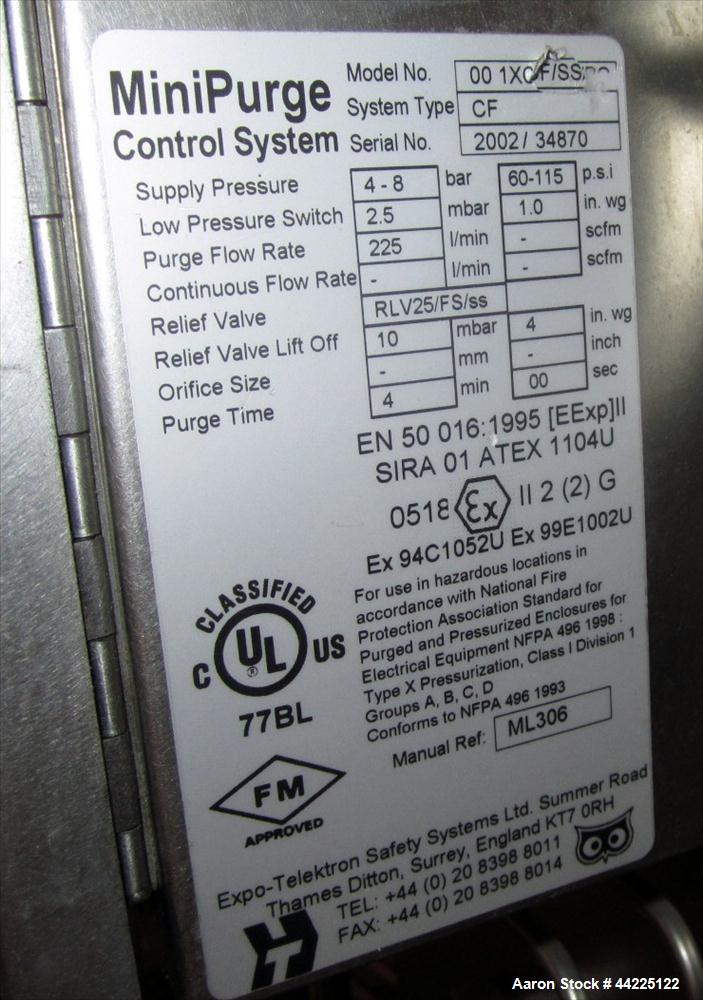 MiniPurge
Control System
Model No. 00 1XC/F/SS/
System Type CF
Serial No. 2002 / 34870
Supply Pressure 4 - 8 bar 60-115 p.s.i
Low Pressure Switch 2.5 mbar 1.0 in. wg
Purge Flow Rate 225 l/min - scfm
Continuous Flow Rate - l/min - scfm
Relief Valve RLV25/FS/ss
Relief Valve Lift Off 10 mbar 4 in. wg
Orifice Size - mm - inch
Purge Time 4 min 00 sec
EN 50 016:1995 [EExp]II
SIRA 01 ATEX 1104U
0518 Ex II 2 (2) G
Ex 94C1052U Ex 99E1002U
For use in hazardous locations in
accordance with National Fire
Protection Association Standard for
Purged and Pressurized Enclosures for
Electrical Equipment NFPA 496 1998 :
Type X Pressurization, Class I Division 1
Groups A, B, C, D
Conforms to NFPA 496 1993
Manual Ref: ML306
CLASSIFIED
C UL ® US
77BL
FM
APPROVED
Expo-Telektron Safety Systems Ltd. Summer Road
Thames Ditton, Surrey, England KT7 0RH
TEL: +44 (0) 20 8398 8011
FAX: +44 (0) 20 8398 8014
Aaron Stock # 44225122